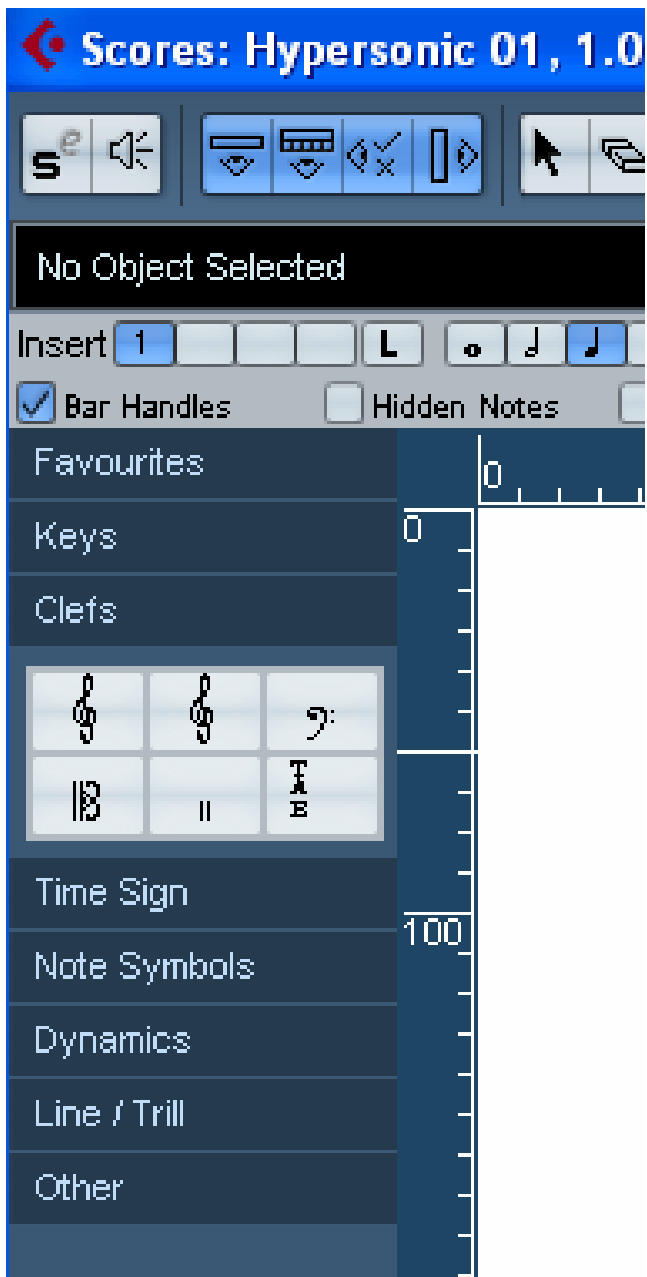 Scores: Hypersonic 01, 1.0
s e
No Object Selected
Insert 1 L
Bar Handles Hidden Notes
Favourites
0
Keys
0
Clefs
TAB
Time Sign
100
Note Symbols
Dynamics
Line / Trill
Other